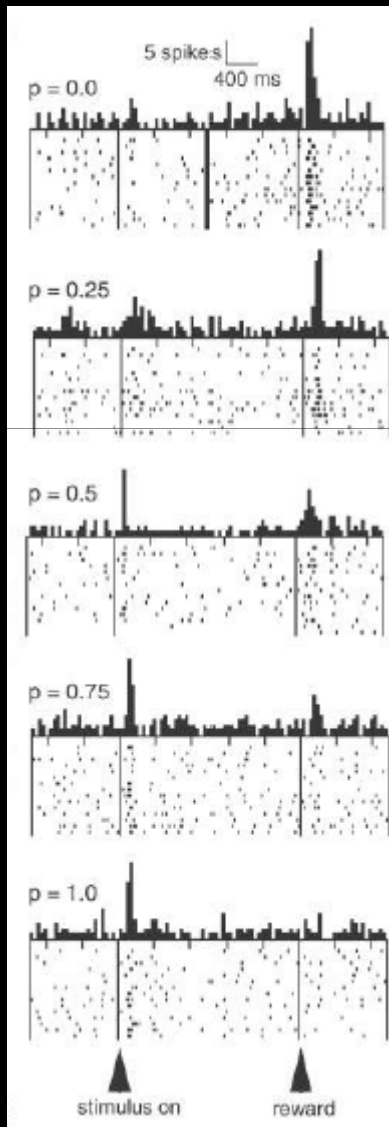 5 spikes
400 ms
p = 0.0
p = 0.25
p = 0.5
p = 0.75
p = 1.0
stimulus on
reward